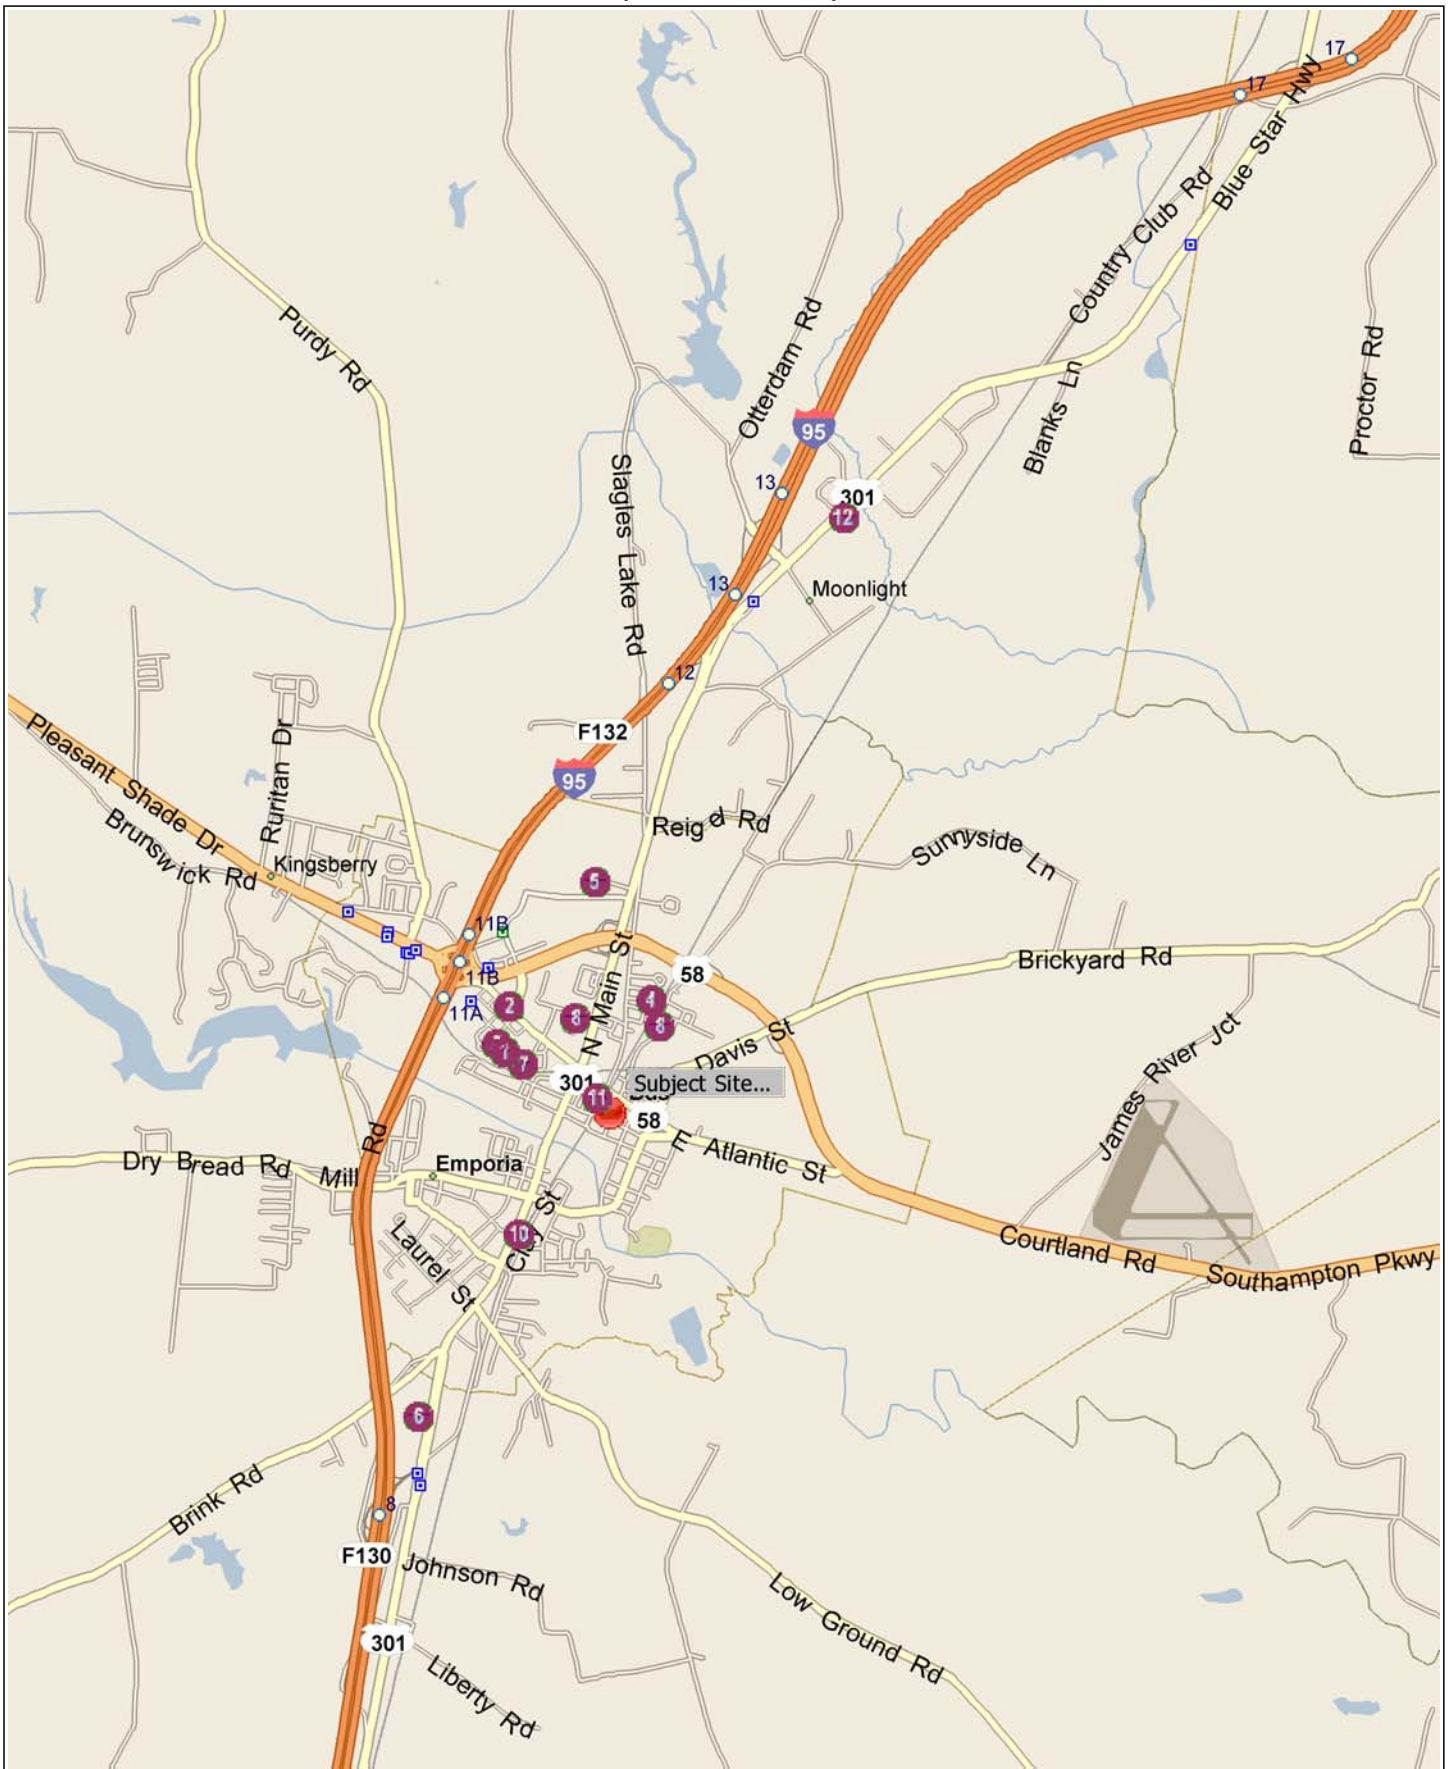 17
17
Blue Star Hwy
Country Club Rd
Purdy Rd
Otterdam Rd
Proctor Rd
Blanks Ln
95
Slagles Lake Rd
13
301
12
13
Moonlight
12
F132
Pleasant Shade Dr
Ruritan Dr
95
Brunswick Rd
Reigel Rd
Sunnyside Ln
Kingsberry
5
11B
N Main St
58
Brickyard Rd
11B
11A
2
4
8
Davis St
James River Jct
1
7
301
Subject Site...
11
58
E Atlantic St
Dry Bread Rd
Mill Rd
Emporia
Laurel St
10
Clay St
Courtland Rd
Southampton Pkwy
6
Brink Rd
8
F130
Johnson Rd
Low Ground Rd
301
Liberty Rd